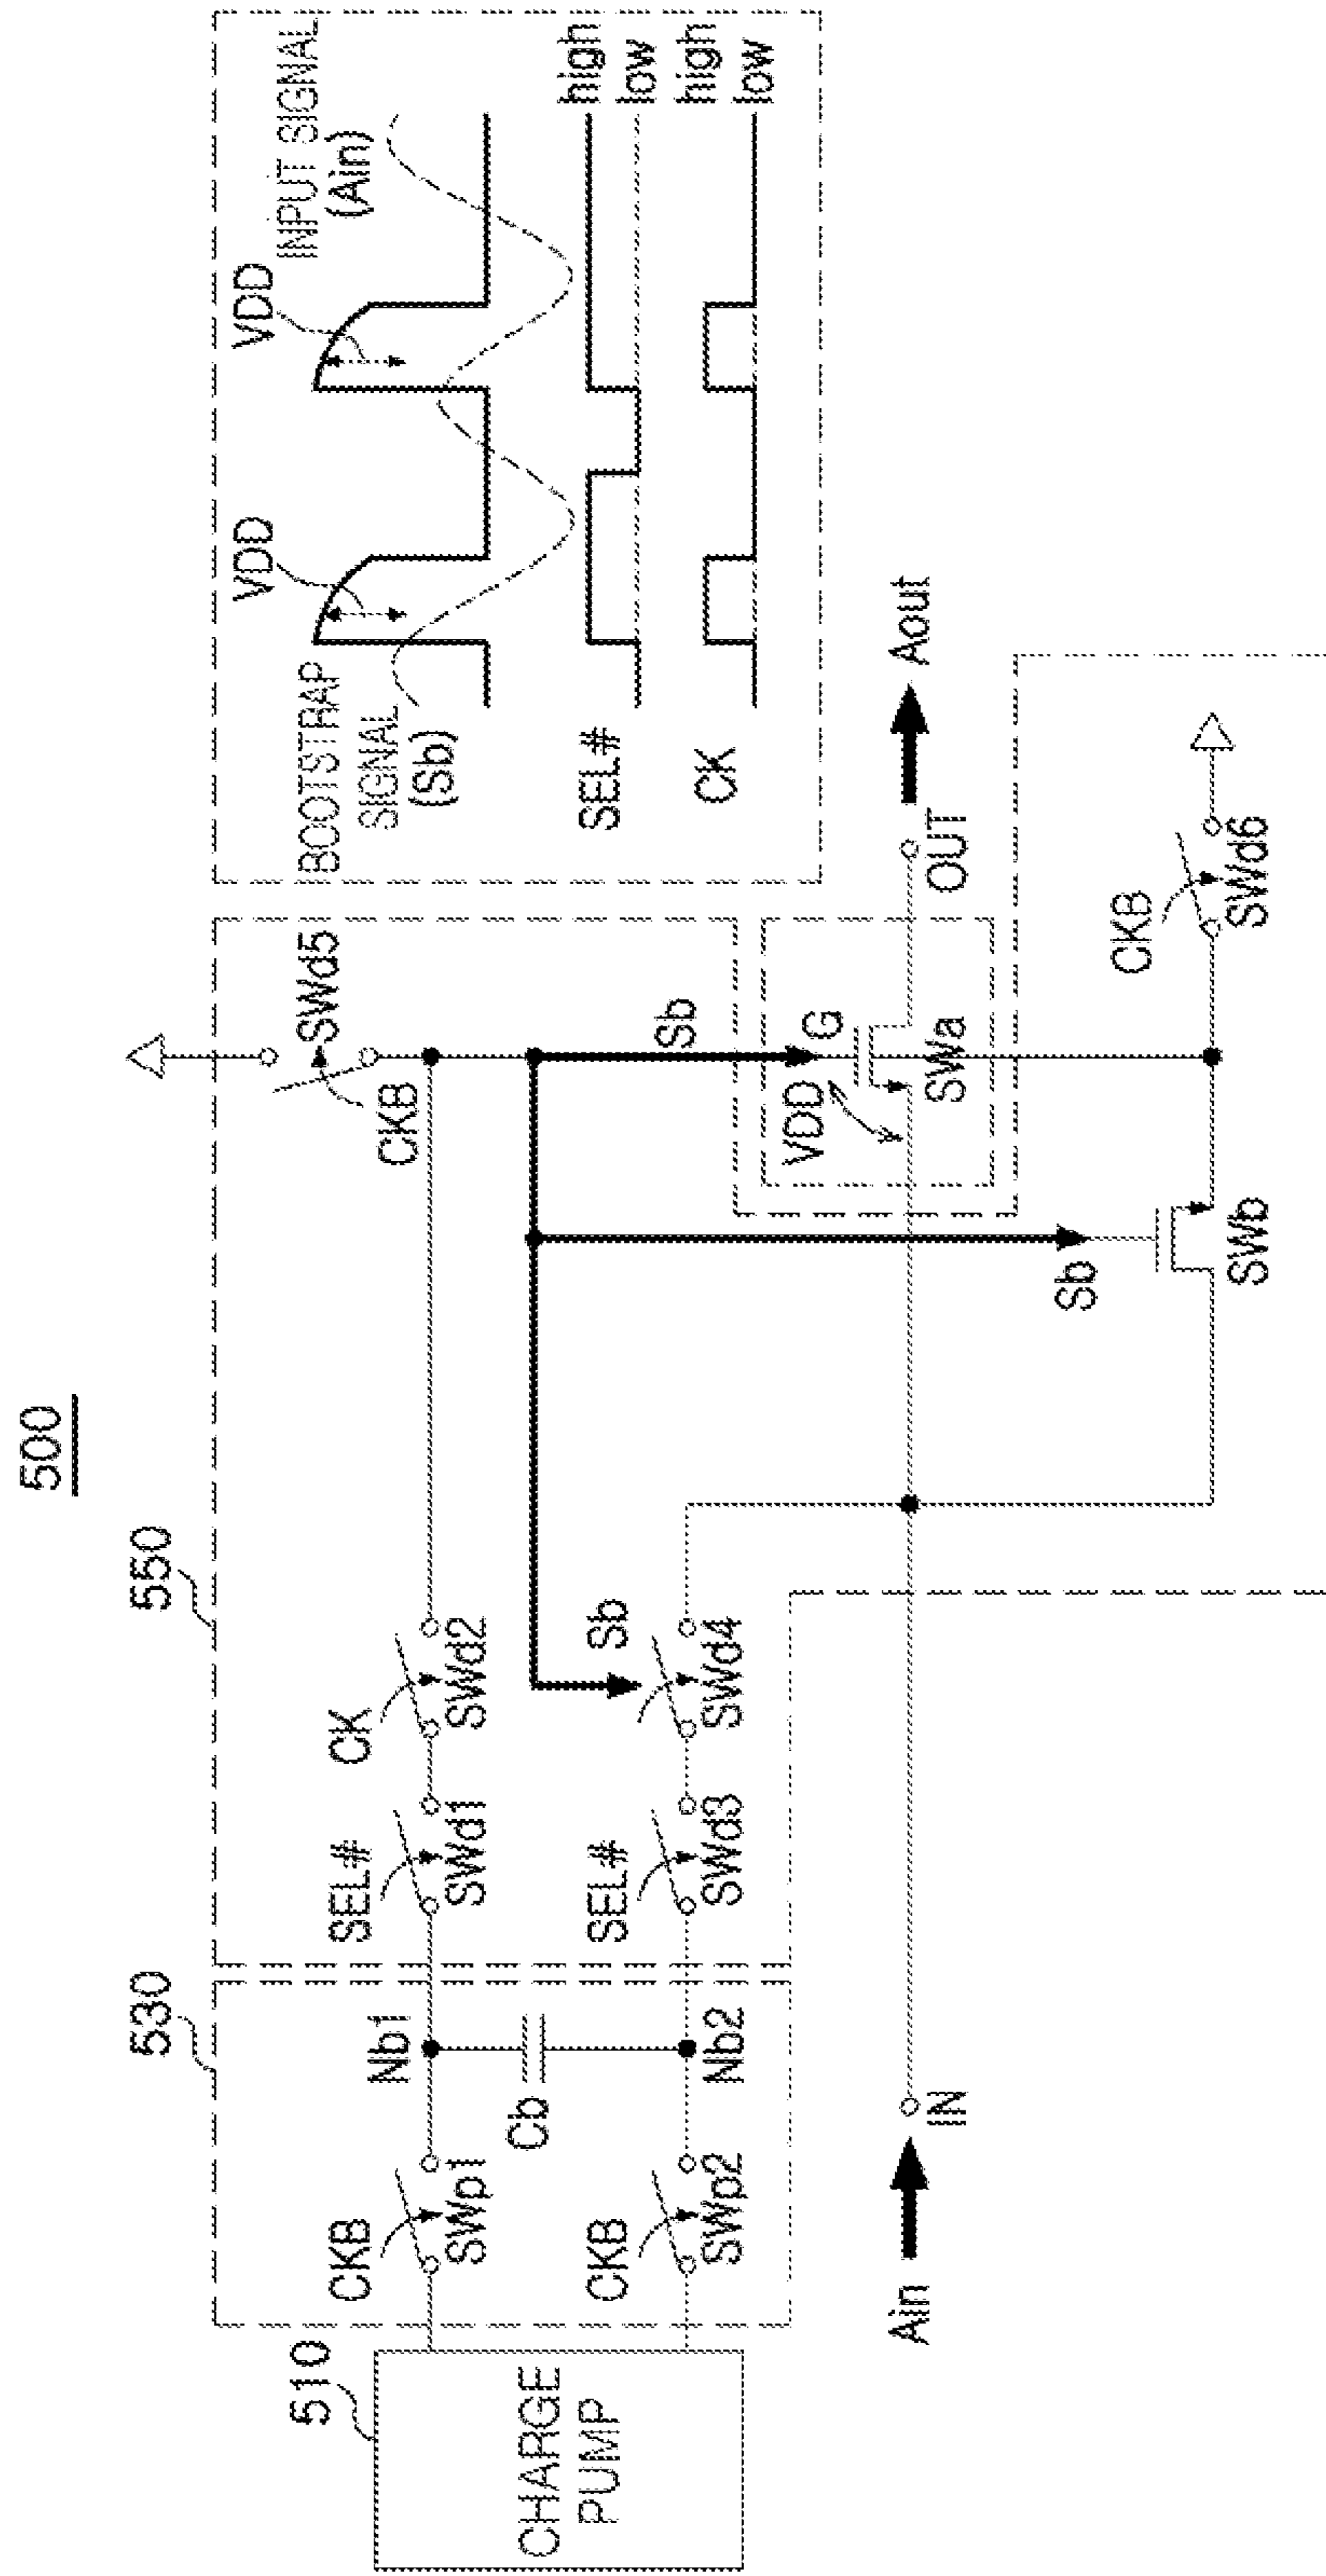 500
510
CHARGE
PUMP
530
CKB
SWp1
Nb1
Cb
CKB
SWp2
Nb2
550
SEL#
SWd1
CK
SWd2
SEL#
SWd3
Sb
SWd4
CKB
SWd5
Sb
VDD
G
SWa
Sb
SWb
CKB
SWd6
Ain
IN
OUT
Aout
BOOTSTRAP
SIGNAL
(Sb)
VDD
VDD
INPUT SIGNAL
(Ain)
SEL#
high
low
CK
high
low